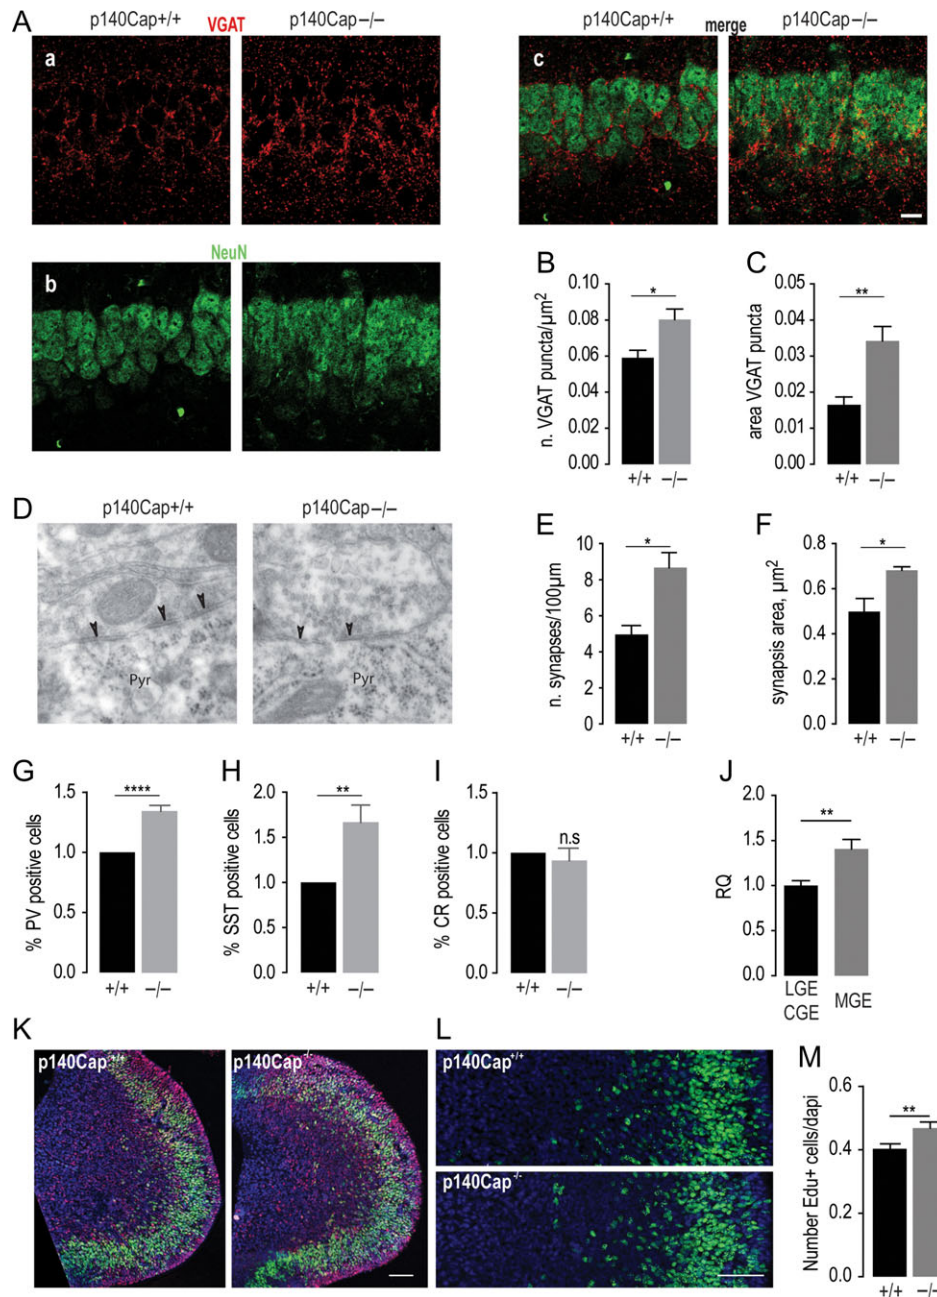 A
p140Cap+/+
VGAT
p140Cap–/–
a
p140Cap+/+
merge
p140Cap–/–
c
NeuN
b
B
n. VGAT puncta/µm²
0.10
0.08
0.06
0.04
0.02
0.00
*
+/+
–/–
C
area VGAT puncta
0.05
0.04
0.03
0.02
0.01
0.00
**
+/+
–/–
D
p140Cap+/+
p140Cap–/–
Pyr
Pyr
E
n. synapses/100µm
10
8
6
4
2
0
*
+/+
–/–
F
synapsis area, µm²
0.8
0.6
0.4
0.2
0.0
*
+/+
–/–
G
% PV positive cells
1.5
1.0
0.5
0.0
****
+/+
–/–
H
% SST positive cells
2.0
1.5
1.0
0.5
0.0
**
+/+
–/–
I
% CR positive cells
1.5
1.0
0.5
0.0
n.s
+/+
–/–
J
RQ
2.0
1.5
1.0
0.5
0.0
**
LGE
CGE
MGE
K
p140Cap+/+
p140Cap-/-
L
p140Cap+/+
p140Cap-/-
M
Number Edu+ cells/dapi
0.6
0.4
0.2
0.0
**
+/+
–/–